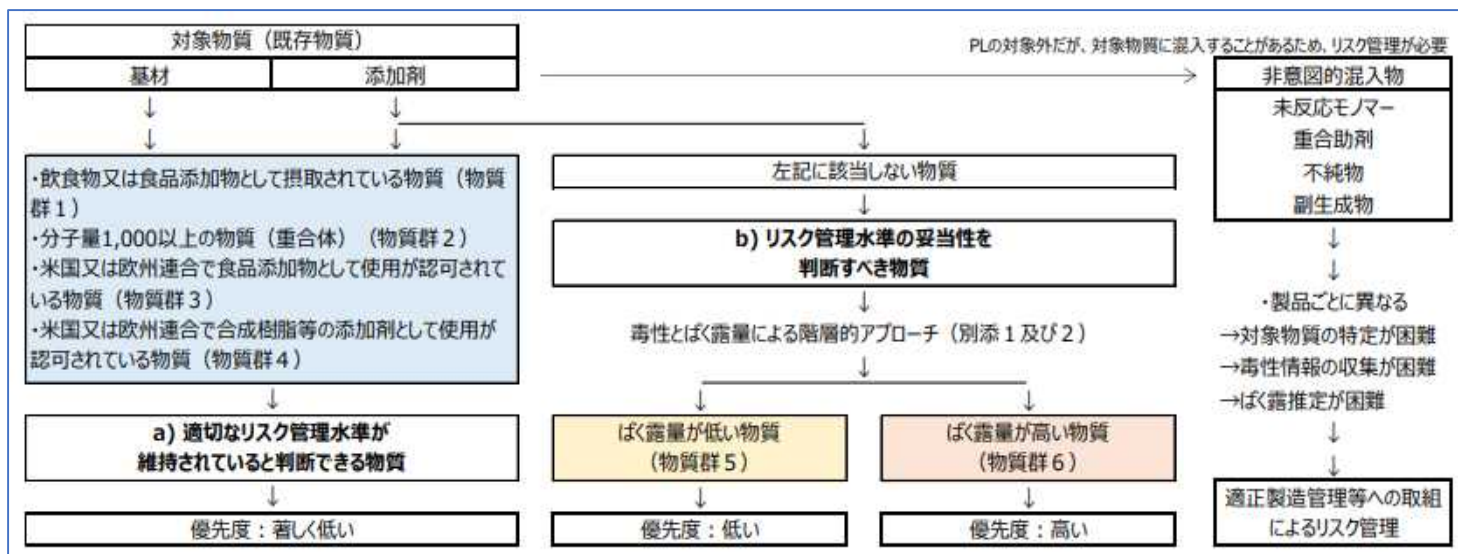 対象物質（既存物質）
基材
添加剤
PLの対象外だが、対象物質に混入することがあるため、リスク管理が必要
非意図的混入物
未反応モノマー
重合助剤
不純物
副生成物
↓
↓
・製品ごとに異なる
→対象物質の特定が困難
→毒性情報の収集が困難
→ばく露推定が困難
↓
↓
適正製造管理等への取組
によるリスク管理
↓
↓
↓
↓
・飲食物又は食品添加物として摂取されている物質（物質
群１）
・分子量1,000以上の物質（重合体）（物質群２）
・米国又は欧州連合で食品添加物として使用が認可されて
いる物質（物質群３）
・米国又は欧州連合で合成樹脂等の添加剤として使用が
認可されている物質（物質群４）
↓
a) 適切なリスク管理水準が
維持されていると判断できる物質
↓
優先度：著しく低い
↓
左記に該当しない物質
↓
b) リスク管理水準の妥当性を
判断すべき物質
↓
毒性とばく露量による階層的アプローチ（別添１及び２）
↓
↓
↓
ばく露量が低い物質
（物質群５）
ばく露量が高い物質
（物質群６）
↓
↓
優先度：低い
優先度：高い